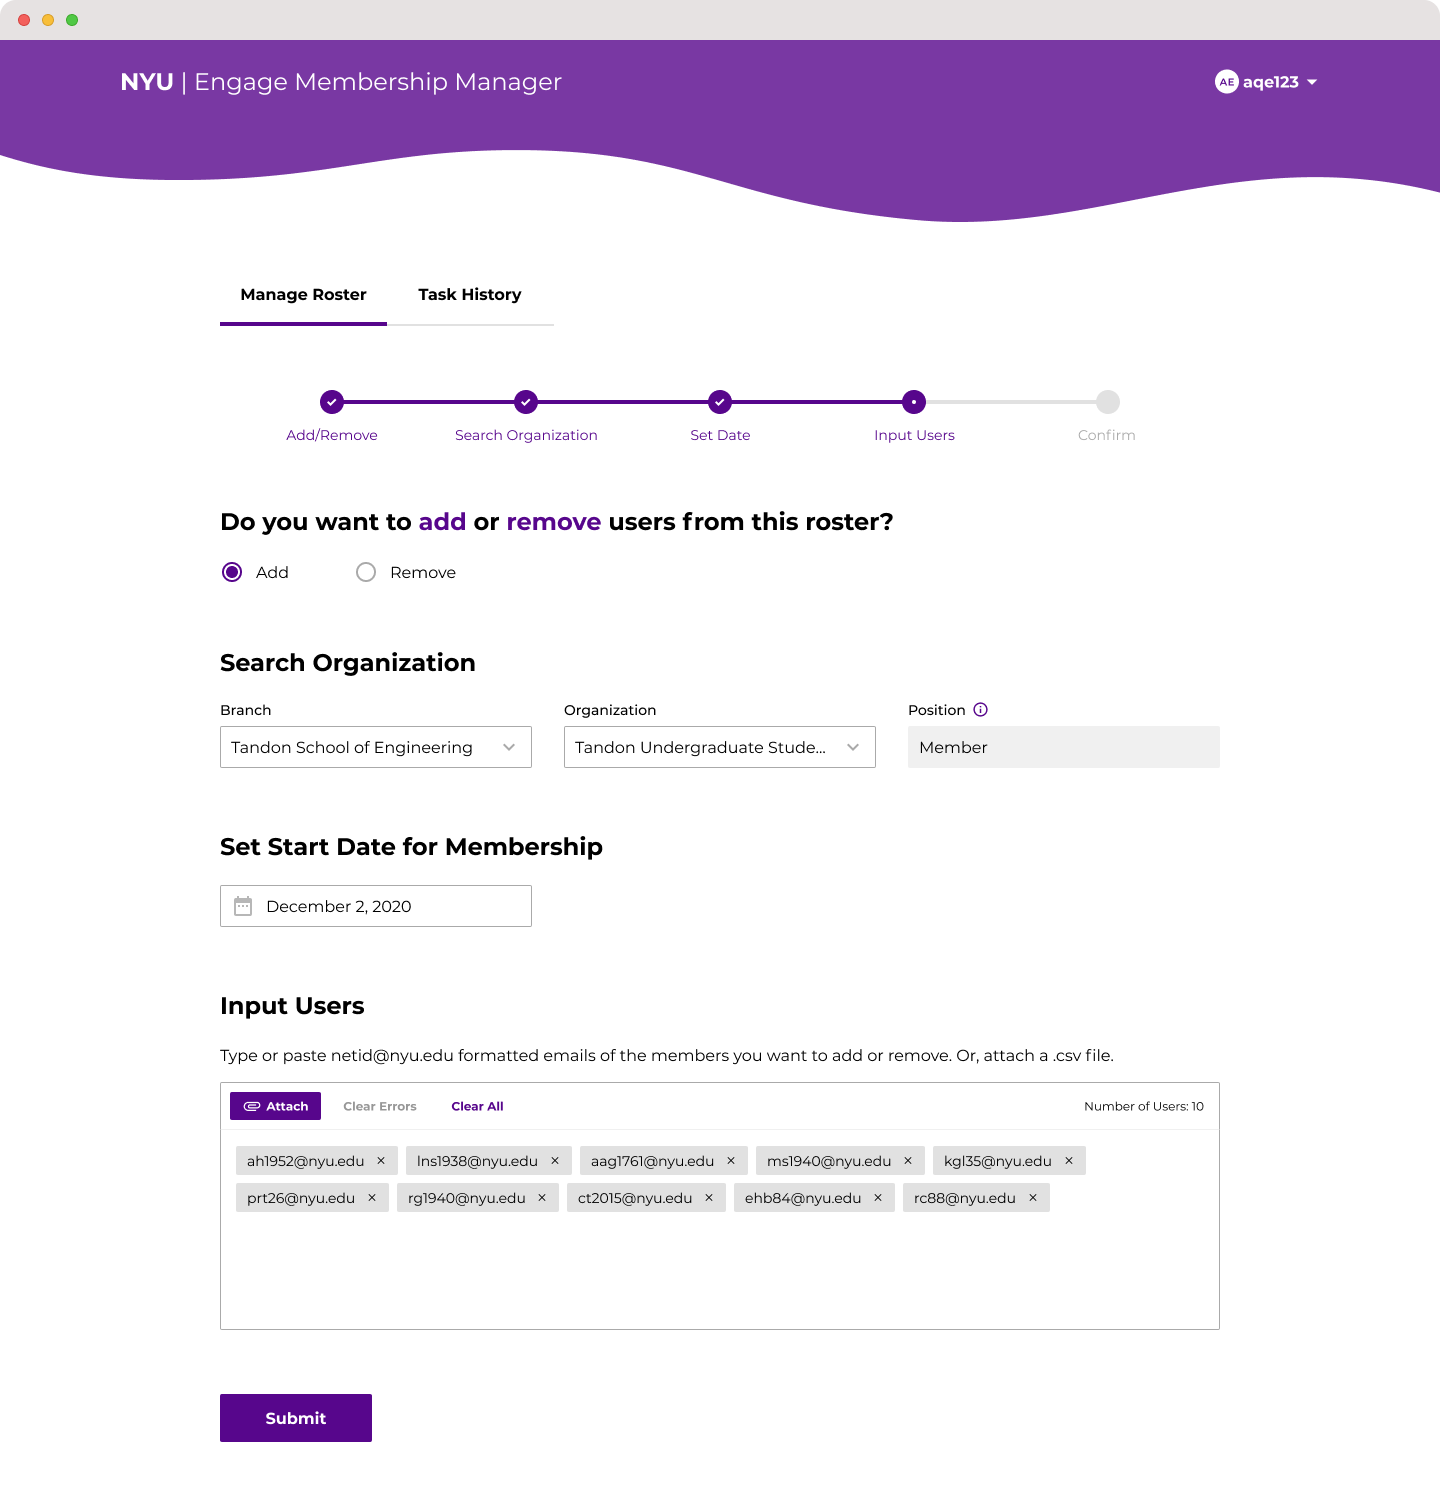 NYU | Engage Membership Manager
AE aqe123
Manage Roster Task History
Add/Remove Search Organization Set Date Input Users Confirm
Do you want to add or remove users from this roster?
Add Remove
Search Organization
Branch Organization Position
Tandon School of Engineering Tandon Undergraduate Stude... Member
Set Start Date for Membership
December 2, 2020
Input Users
Type or paste netid@nyu.edu formatted emails of the members you want to add or remove. Or, attach a .csv file.
Attach Clear Errors Clear All Number of Users: 10
ah1952@nyu.edu × lns1938@nyu.edu × aag1761@nyu.edu × ms1940@nyu.edu × kgl35@nyu.edu ×
prt26@nyu.edu × rg1940@nyu.edu × ct2015@nyu.edu × ehb84@nyu.edu × rc88@nyu.edu ×
Submit